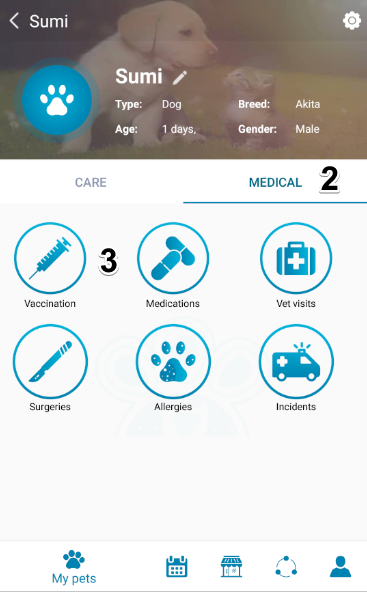 Sumi
Sumi
Type: Dog Breed: Akita
Age: 1 days, Gender: Male
CARE MEDICAL 2
3
Vaccination Medications Vet visits
Surgeries Allergies Incidents
My pets